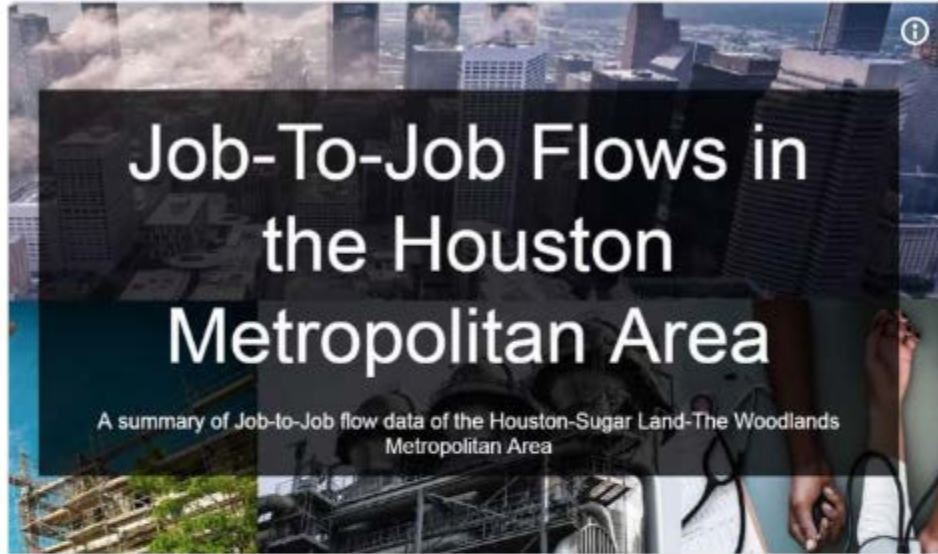 Job-To-Job Flows in
the Houston
Metropolitan Area
A summary of Job-to-Job flow data of the Houston-Sugar Land-The Woodlands
Metropolitan Area